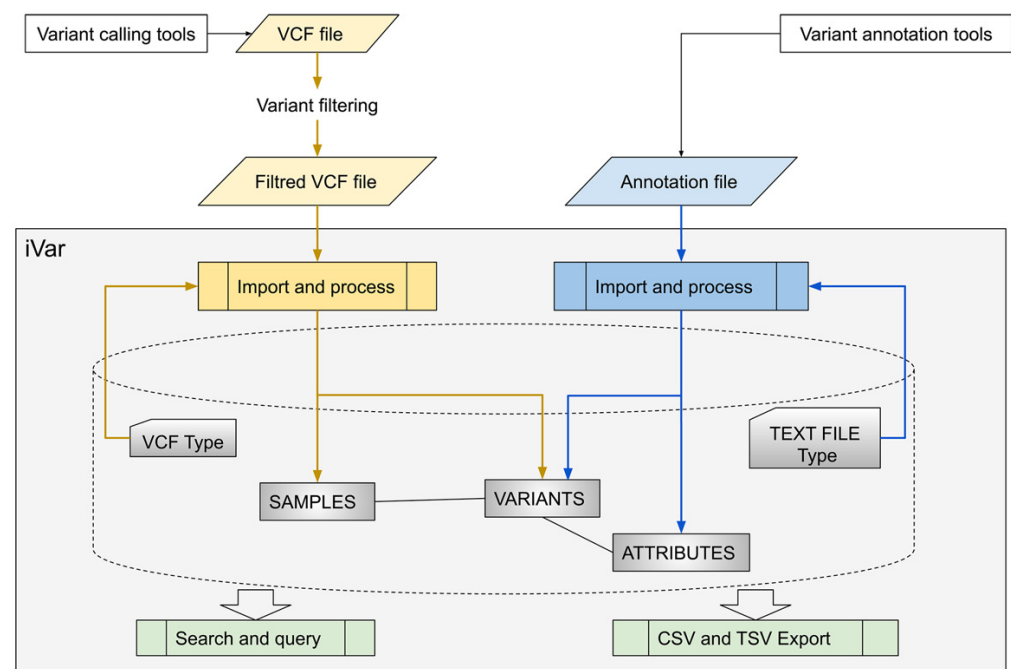 Variant calling tools
VCF file
Variant annotation tools
Variant filtering
Filtred VCF file
Annotation file
iVar
Import and process
Import and process
VCF Type
TEXT FILE
Type
SAMPLES
VARIANTS
ATTRIBUTES
Search and query
CSV and TSV Export